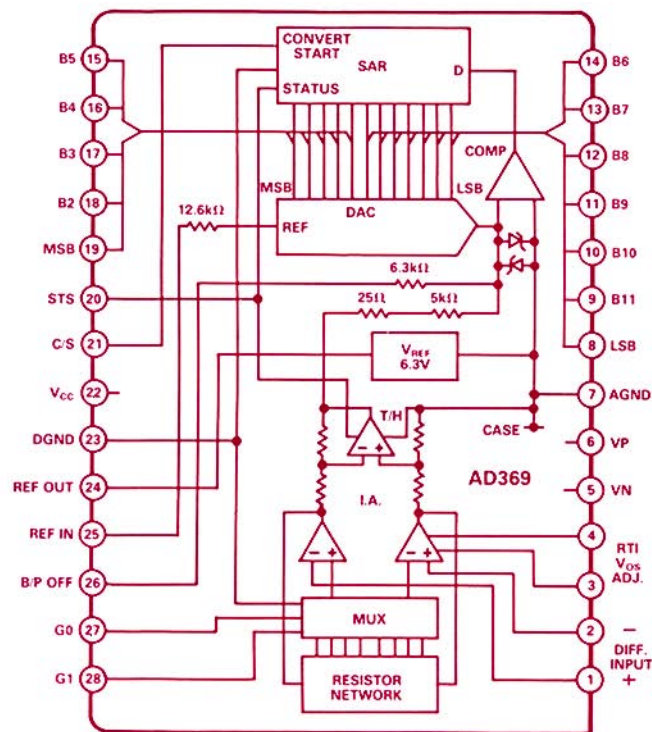 CONVERT
START
SAR
D
STATUS
B5
15
B4
16
B3
17
B2
18
MSB
19
STS
20
C/S
21
VCC
22
DGND
23
REF OUT
24
REF IN
25
B/P OFF
26
G0
27
G1
28
14
B6
13
B7
12
B8
11
B9
10
B10
9
B11
8
LSB
7
AGND
6
VP
5
VN
4
RTI
VOS
ADJ.
3
2
−
DIFF.
INPUT
1
+
COMP
MSB
LSB
DAC
REF
12.6kΩ
6.3kΩ
25Ω
5kΩ
VREF
6.3V
T/H
− +
CASE
AD369
I.A.
− +
− +
MUX
RESISTOR
NETWORK